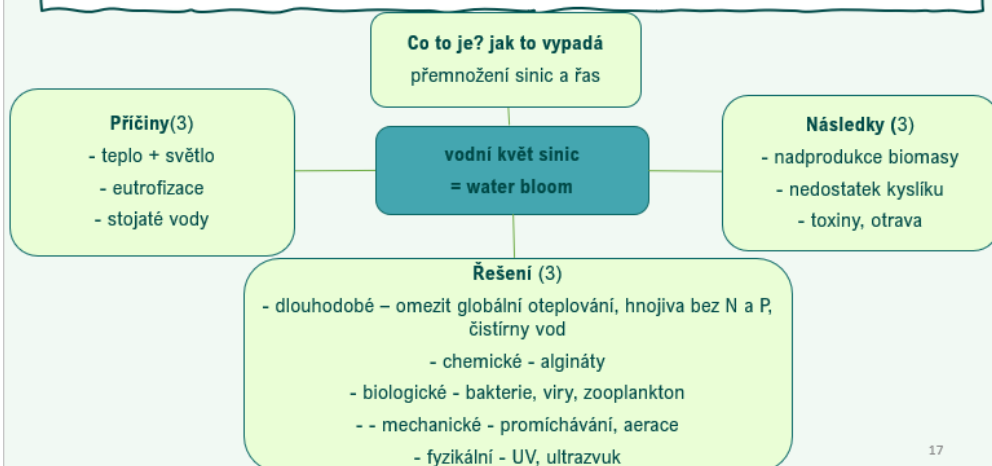 Co to je? jak to vypadá
přemnožení sinic a řas
Příčiny(3)
- teplo + světlo
- eutrofizace
- stojaté vody
vodní květ sinic
= water bloom
Následky (3)
- nadprodukce biomasy
- nedostatek kyslíku
- toxiny, otrava
Řešení (3)
- dlouhodobé – omezit globální oteplování, hnojiva bez N a P,
čistírny vod
- chemické - algináty
- biologické - bakterie, viry, zooplankton
- - mechanické - promíchávání, aerace
- fyzikální - UV, ultrazvuk
17